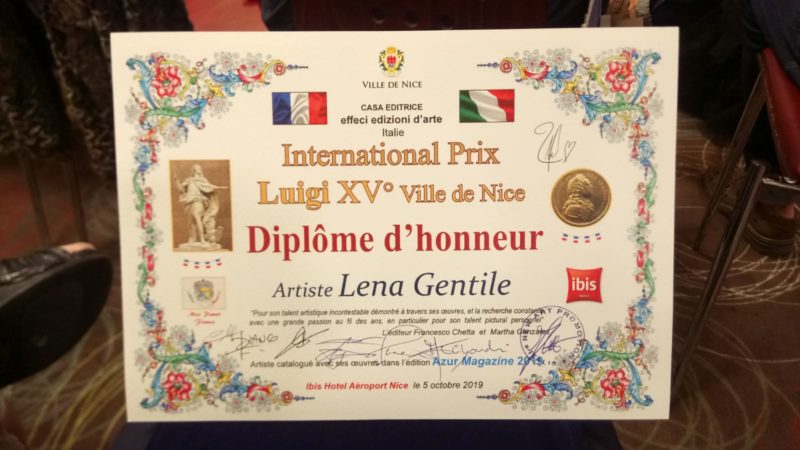 VILLE DE NICE
CASA EDITRICE
effeci edizioni d'arte
Italie
International Prix
Luigi XV° Ville de Nice
Diplôme d'honneur
Artiste Lena Gentile
ibis
"Pour son talent artistique incontestable démontré à travers ses œuvres, et la recherche constante
avec une grande passion au fil des ans, en particulier pour son talent pictural personnel"
L'éditeur Francesco Chetta et Martha Gonzales
Artiste catalogué avec ses œuvres dans l'édition Azur Magazine 2019
Ibis Hotel Aèroport Nice le 5 octobre 2019